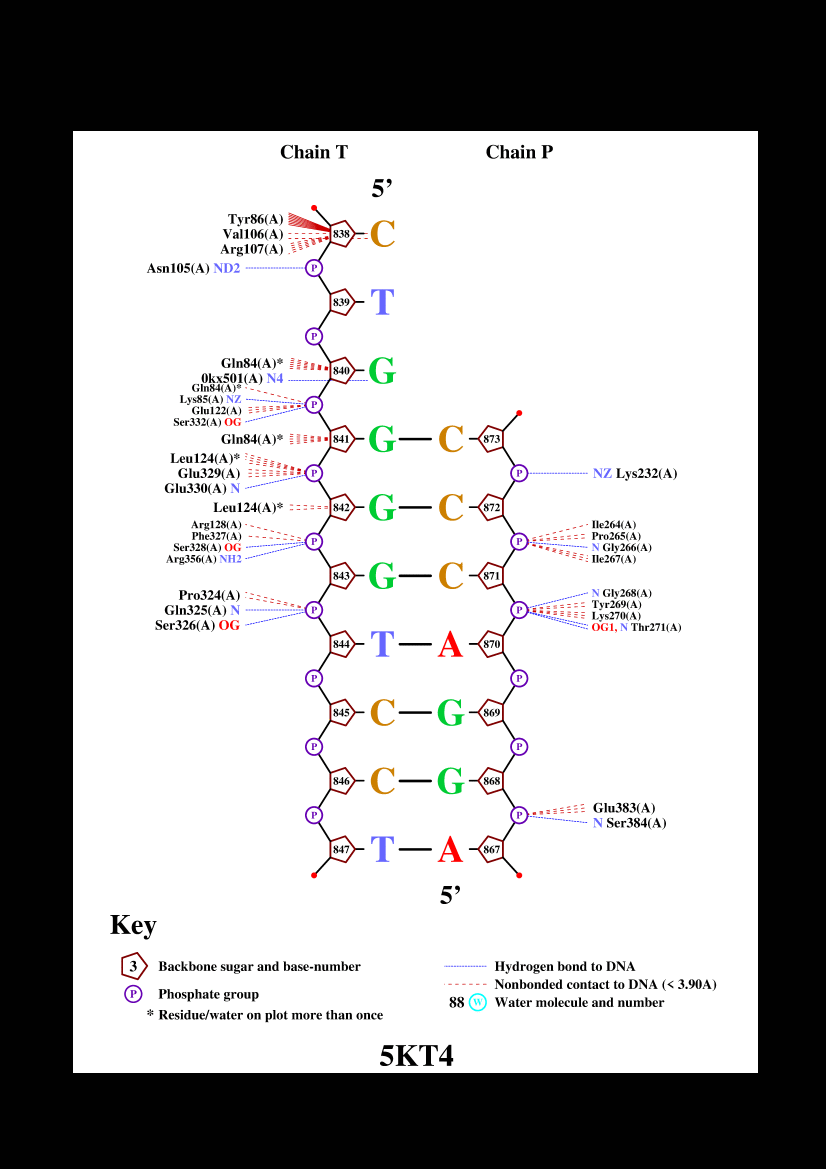 Chain T Chain P
5’
Tyr86(A)
Val106(A) 838 C
Arg107(A)
Asn105(A) ND2 P
839 T
P
Gln84(A)*
840 G
0kx501(A) N4
Gln84(A)*
Lys85(A) NZ P
Glu122(A)
Ser332(A) OG
Gln84(A)* 841 G C 873
Leu124(A)*
Glu329(A) P P NZ Lys232(A)
Glu330(A) N
Leu124(A)* 842 G C 872
Arg128(A) Ile264(A)
Phe327(A) P P Pro265(A)
Ser328(A) OG N Gly266(A)
Arg356(A) NH2 Ile267(A)
843 G C 871
Pro324(A) N Gly268(A)
Gln325(A) N P P Tyr269(A)
Lys270(A)
Ser326(A) OG OG1, N Thr271(A)
844 T A 870
P P
845 C G 869
P P
846 C G 868
P P Glu383(A)
N Ser384(A)
847 T A 867
5’
Key
3 Backbone sugar and base-number Hydrogen bond to DNA
Nonbonded contact to DNA (< 3.90A)
P Phosphate group 88 W Water molecule and number
* Residue/water on plot more than once
5KT4